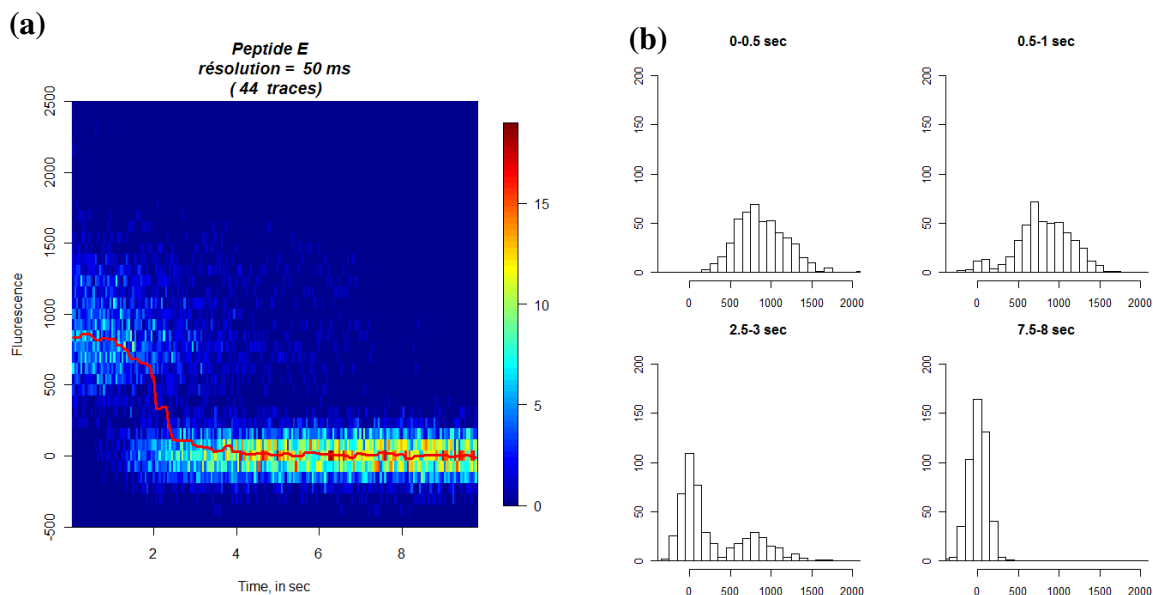 (a)
Peptide E
résolution = 50 ms
( 44 traces)
Fluorescence
2500
2000
1500
1000
500
0
-500
2 4 6 8
Time, in sec
15
10
5
0
(b)
0-0.5 sec
200
150
100
50
0
0 500 1000 1500 2000
0.5-1 sec
200
150
100
50
0
0 500 1000 1500 2000
2.5-3 sec
200
150
100
50
0
0 500 1000 1500 2000
7.5-8 sec
200
150
100
50
0
0 500 1000 1500 2000